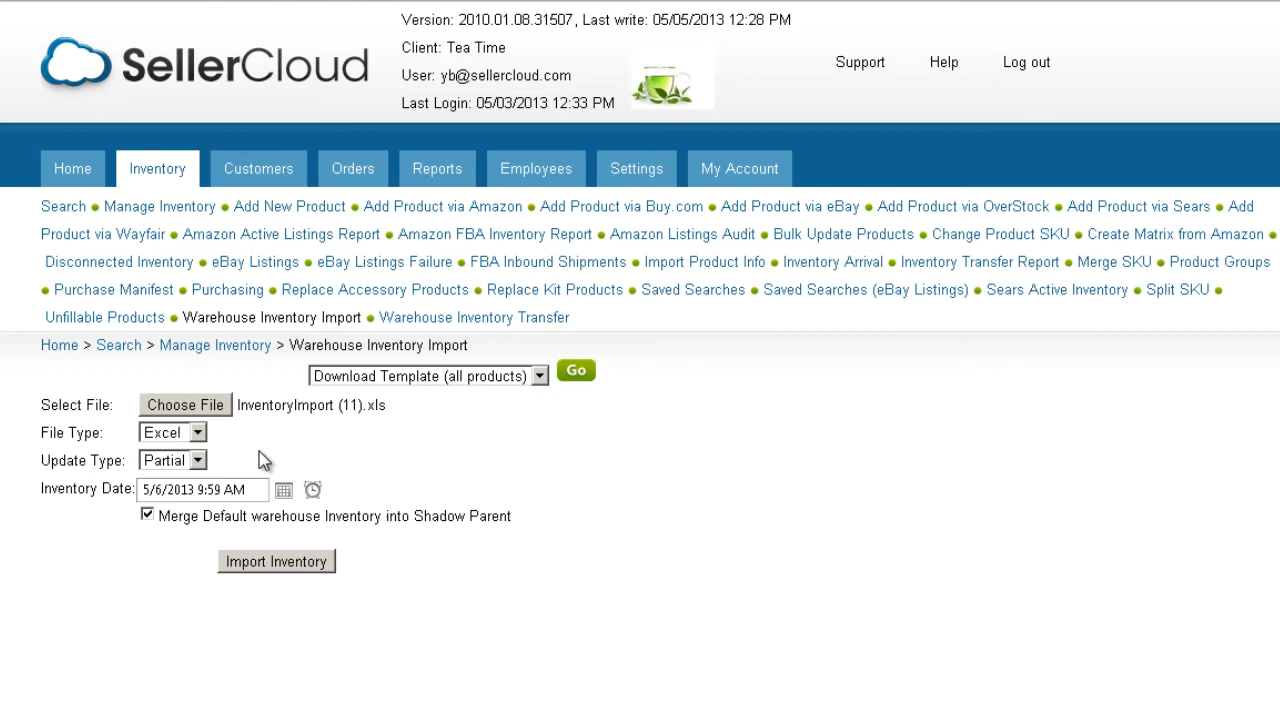 Version: 2010.01.08.31507, Last write: 05/05/2013 12:28 PM
SellerCloud
Client: Tea Time
User: yb@sellercloud.com
Last Login: 05/03/2013 12:33 PM
Support Help Log out
Home Inventory Customers Orders Reports Employees Settings My Account
Search • Manage Inventory • Add New Product • Add Product via Amazon • Add Product via Buy.com • Add Product via eBay • Add Product via OverStock • Add Product via Sears • Add
Product via Wayfair • Amazon Active Listings Report • Amazon FBA Inventory Report • Amazon Listings Audit • Bulk Update Products • Change Product SKU • Create Matrix from Amazon •
Disconnected Inventory • eBay Listings • eBay Listings Failure • FBA Inbound Shipments • Import Product Info • Inventory Arrival • Inventory Transfer Report • Merge SKU • Product Groups
• Purchase Manifest • Purchasing • Replace Accessory Products • Replace Kit Products • Saved Searches • Saved Searches (eBay Listings) • Sears Active Inventory • Split SKU •
Unfillable Products • Warehouse Inventory Import • Warehouse Inventory Transfer
Home > Search > Manage Inventory > Warehouse Inventory Import
Download Template (all products) Go
Select File: Choose File InventoryImport (11).xls
File Type: Excel
Update Type: Partial
Inventory Date: 5/6/2013 9:59 AM
Merge Default warehouse Inventory into Shadow Parent
Import Inventory